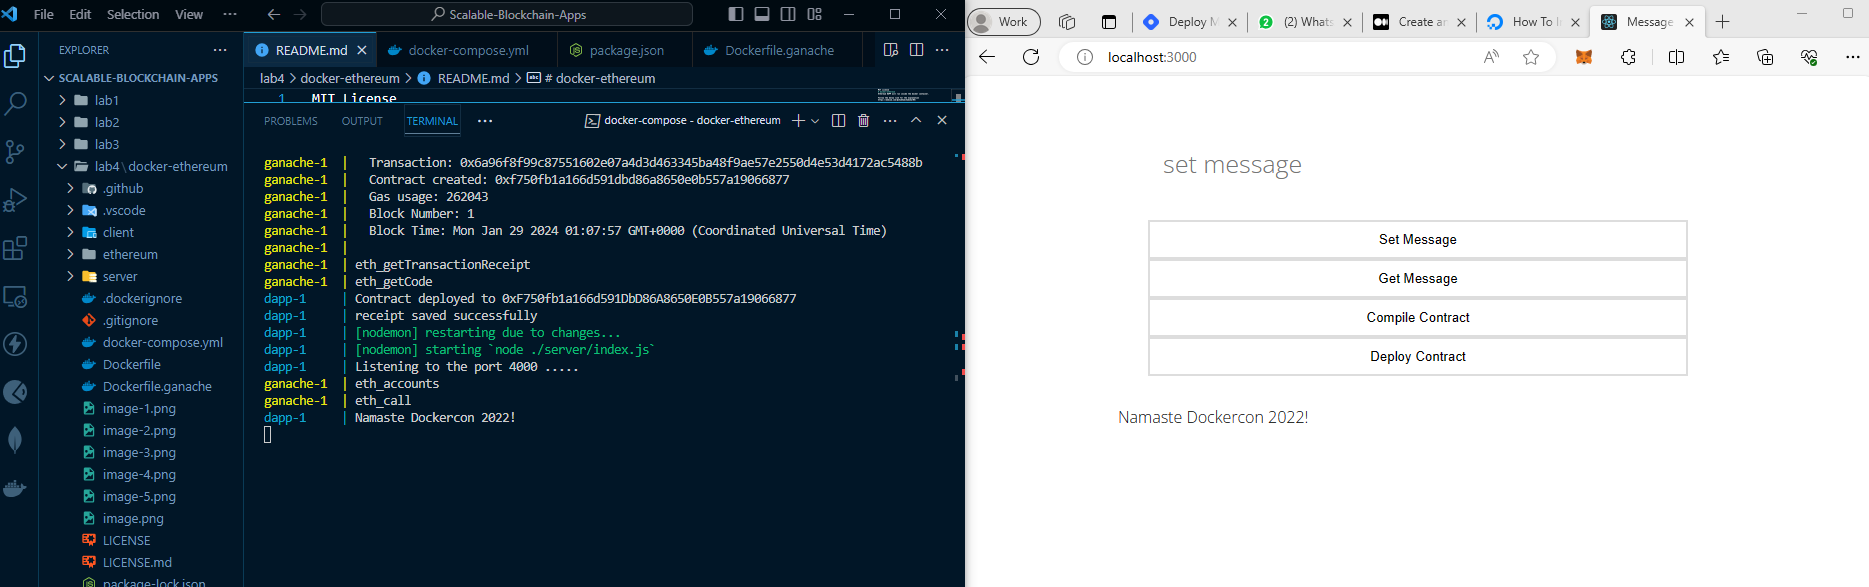 File Edit Selection View ··· Scalable-Blockchain-Apps
EXPLORER ···
SCALABLE-BLOCKCHAIN-APPS
lab1
lab2
lab3
lab4 \ docker-ethereum
.github
.vscode
client
ethereum
server
.dockerignore
.gitignore
docker-compose.yml
Dockerfile
Dockerfile.ganache
image-1.png
image-2.png
image-3.png
image-4.png
image-5.png
image.png
LICENSE
LICENSE.md
package-lock.json
README.md docker-compose.yml package.json Dockerfile.ganache
lab4 > docker-ethereum > README.md > # docker-ethereum
1 MIT License
PROBLEMS OUTPUT TERMINAL ··· docker-compose - docker-ethereum
ganache-1 | Transaction: 0x6a96f8f99c87551602e07a4d3d463345ba48f9ae57e2550d4e53d4172ac5488b
ganache-1 | Contract created: 0xf750fb1a166d591dbd86a8650e0b557a19066877
ganache-1 | Gas usage: 262043
ganache-1 | Block Number: 1
ganache-1 | Block Time: Mon Jan 29 2024 01:07:57 GMT+0000 (Coordinated Universal Time)
ganache-1 |
ganache-1 | eth_getTransactionReceipt
ganache-1 | eth_getCode
dapp-1 | Contract deployed to 0xF750fb1a166d591DbD86A8650E0B557a19066877
dapp-1 | receipt saved successfully
dapp-1 | [nodemon] restarting due to changes...
dapp-1 | [nodemon] starting `node ./server/index.js`
dapp-1 | Listening to the port 4000 .....
ganache-1 | eth_accounts
ganache-1 | eth_call
dapp-1 | Namaste Dockercon 2022!
Work Deploy M (2) Whats Create an How To I Message
localhost:3000
set message
Set Message
Get Message
Compile Contract
Deploy Contract
Namaste Dockercon 2022!